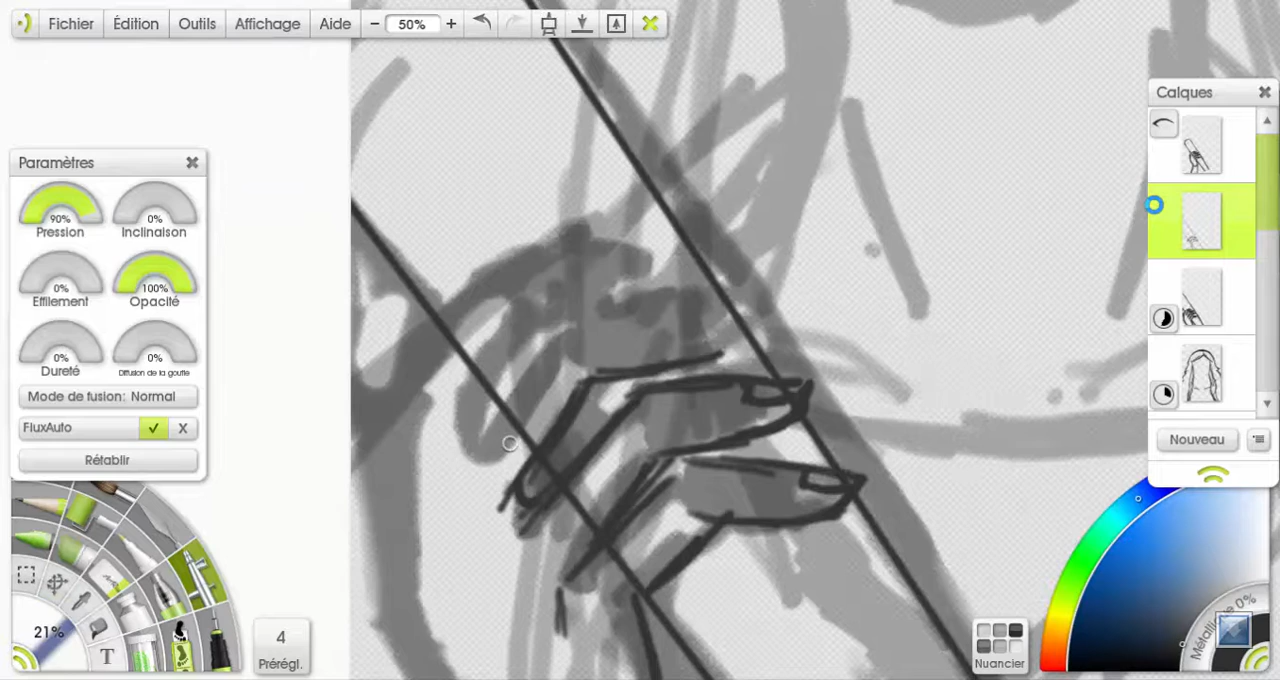 Fichier Édition Outils Affichage Aide − 50% +
Calques
Paramètres
90%
Pression
0%
Inclinaison
0%
Effilement
100%
Opacité
0%
Dureté
0%
Diffusion de la goutte
Mode de fusion: Normal
FluxAuto ✓ X
Rétablir
Nouveau
21%
T
4
Prérégl.
Nuancier
Métallique 0%